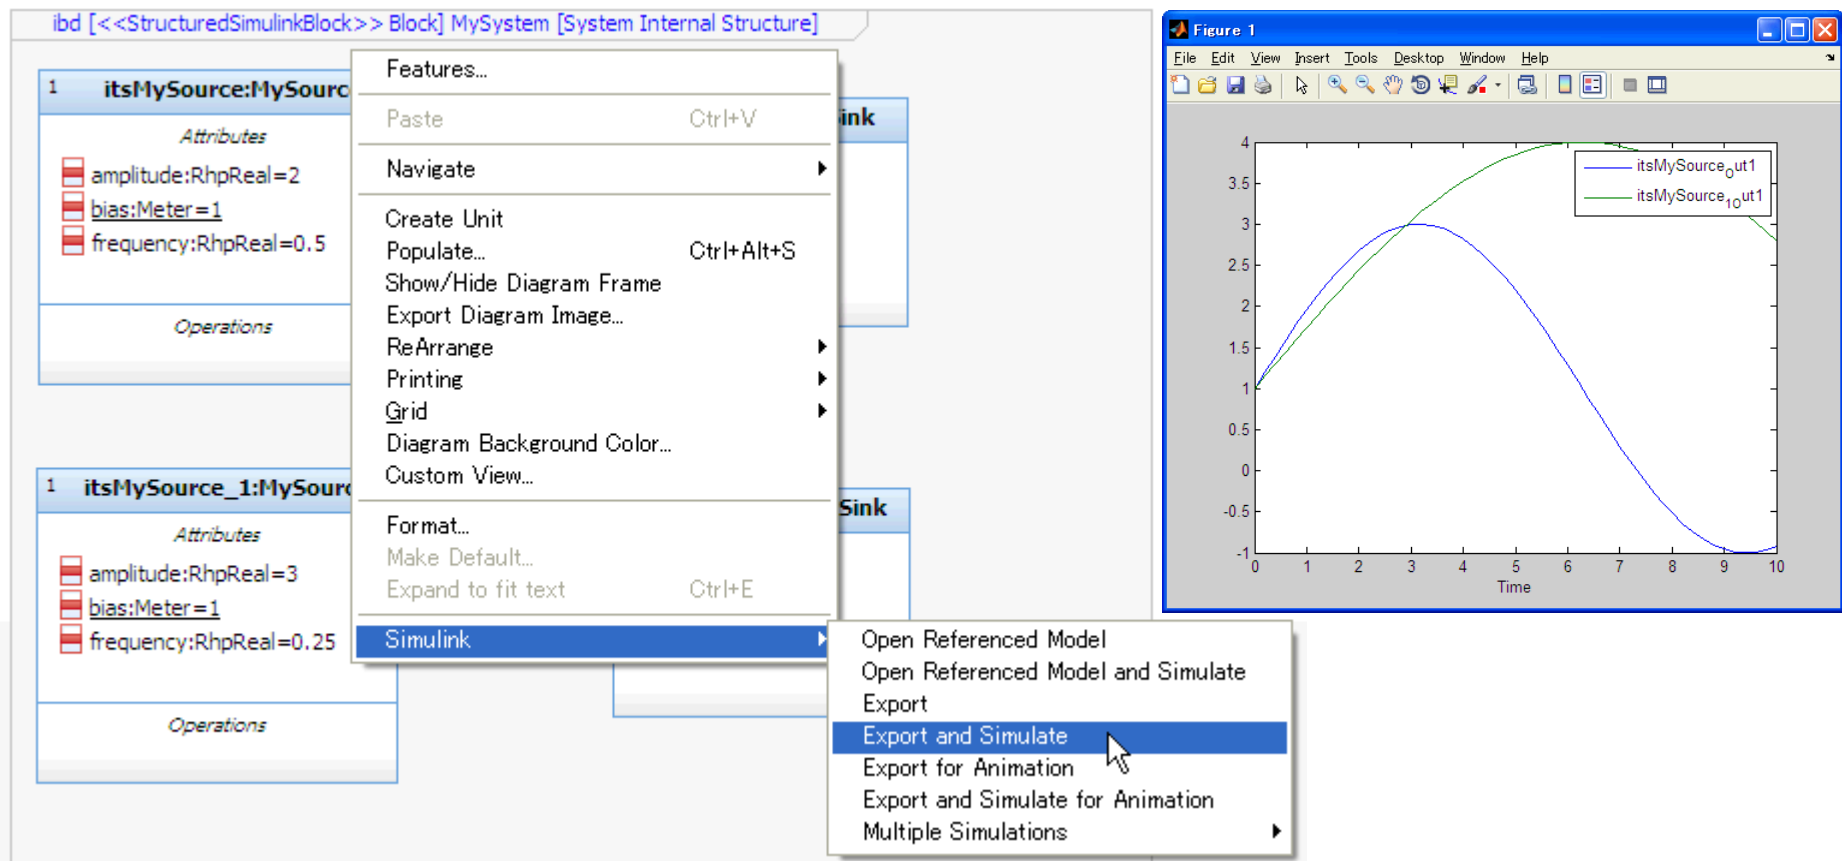 ibd [<<StructuredSimulinkBlock>> Block] MySystem [System Internal Structure]
1 itsMySource:MySourc
Attributes
amplitude:RhpReal=2
bias:Meter=1
frequency:RhpReal=0.5
Operations
1 itsMySource_1:MySourc
Attributes
amplitude:RhpReal=3
bias:Meter=1
frequency:RhpReal=0.25
Operations
ink
Sink
Features...
Paste Ctrl+V
Navigate
Create Unit
Populate... Ctrl+Alt+S
Show/Hide Diagram Frame
Export Diagram Image...
ReArrange
Printing
Grid
Diagram Background Color...
Custom View...
Format...
Make Default...
Expand to fit text Ctrl+E
Simulink
Open Referenced Model
Open Referenced Model and Simulate
Export
Export and Simulate
Export for Animation
Export and Simulate for Animation
Multiple Simulations
Figure 1
File Edit View Insert Tools Desktop Window Help
4
3.5
3
2.5
2
1.5
1
0.5
0
-0.5
-1
0 1 2 3 4 5 6 7 8 9 10
Time
itsMySource_Out1
itsMySource_10ut1